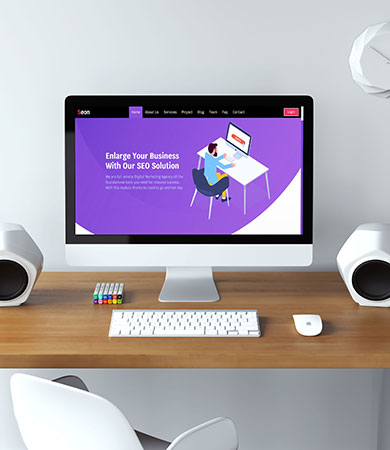 Seon
Home About Us Services Project Blog Team Faq Contact
Login
Enlarge Your Business
With Our SEO Solution
We are full service Digital Marketing Agency all the
foundational tools you need for inbound success.
With this module theres no need to go another day.